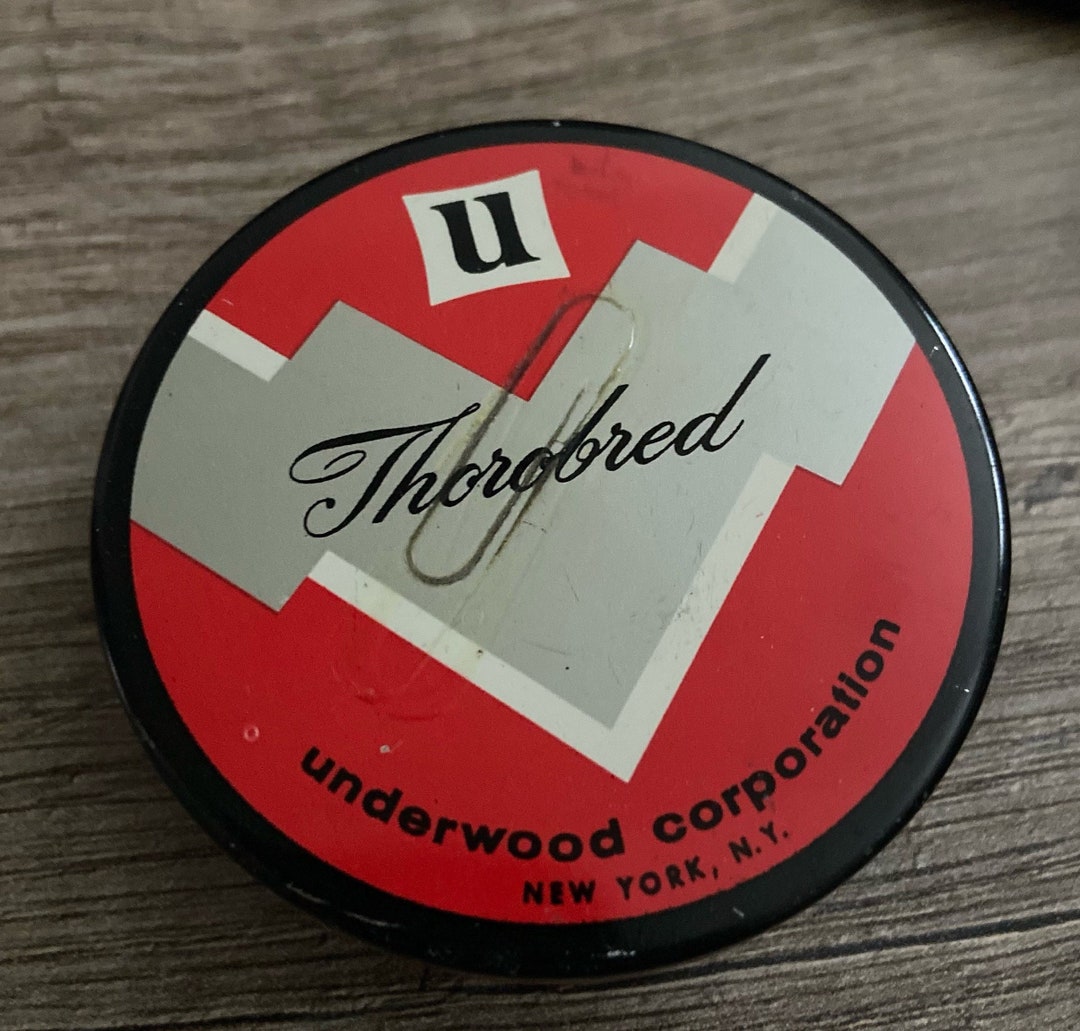 u
Thorobred
underwood corporation
NEW YORK, N.Y.